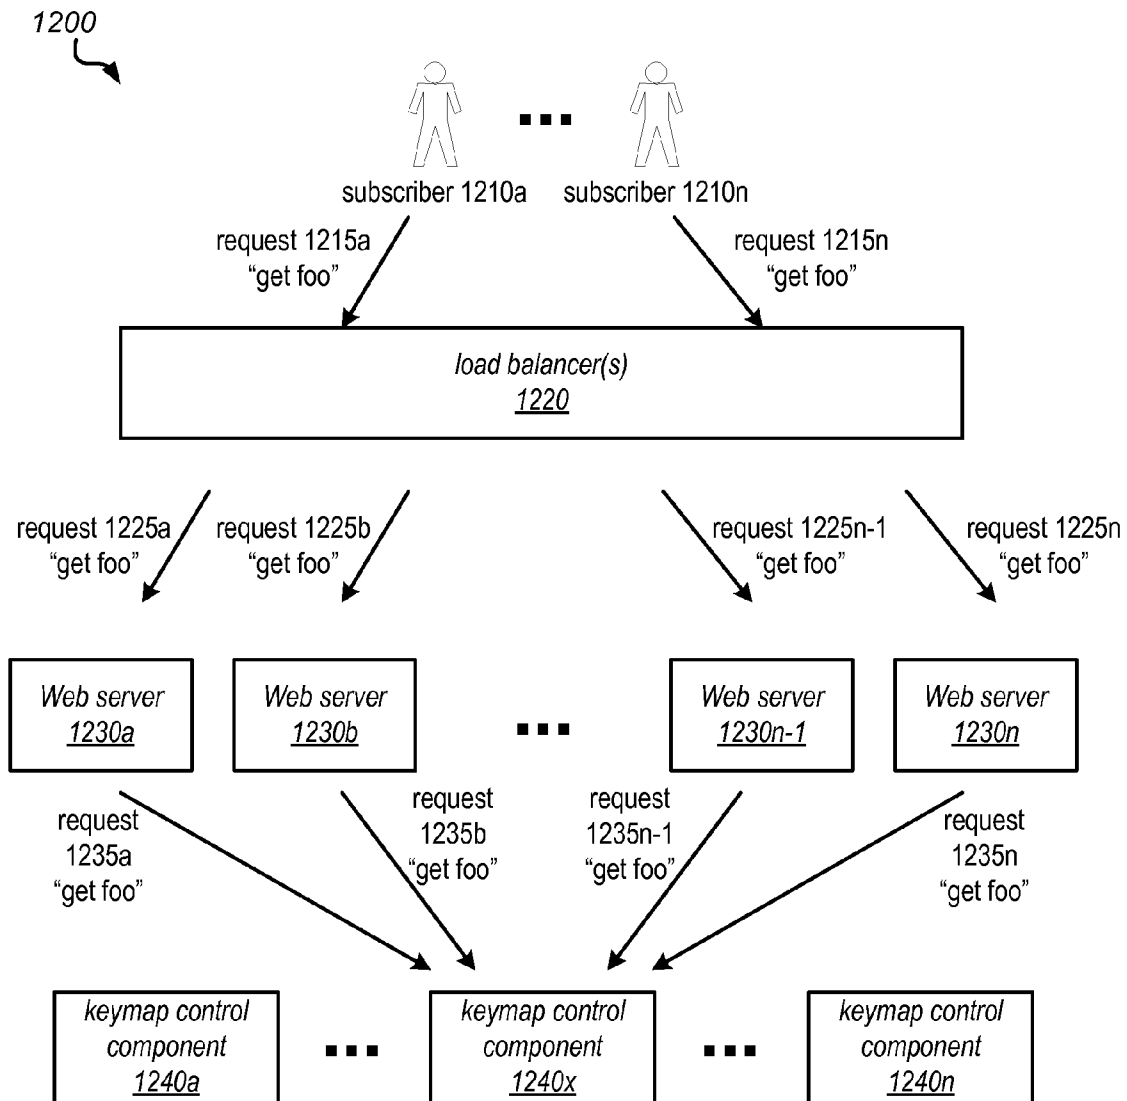 1200
subscriber 1210a
subscriber 1210n
request 1215a
“get foo”
request 1215n
“get foo”
load balancer(s)
1220
request 1225a
“get foo”
request 1225b
“get foo”
request 1225n-1
“get foo”
request 1225n
“get foo”
Web server
1230a
Web server
1230b
Web server
1230n-1
Web server
1230n
request
1235a
“get foo”
request
1235b
“get foo”
request
1235n-1
“get foo”
request
1235n
“get foo”
keymap control
component
1240a
keymap control
component
1240x
keymap control
component
1240n